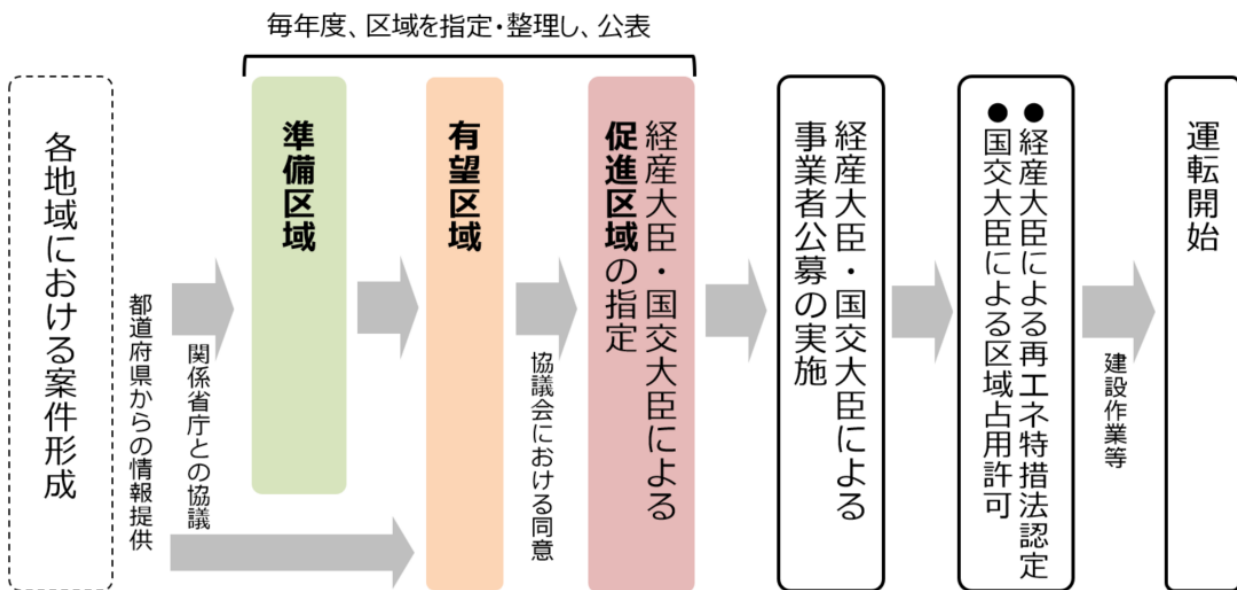 毎年度、区域を指定・整理し、公表
各地域における案件形成
都道府県からの情報提供
関係省庁との協議
準備区域
有望区域
協議会における同意
経産大臣・国交大臣による
促進区域の指定
経産大臣・国交大臣による
事業者公募の実施
●経産大臣による再エネ特措法認定
●国交大臣による区域占用許可
建設作業等
運転開始